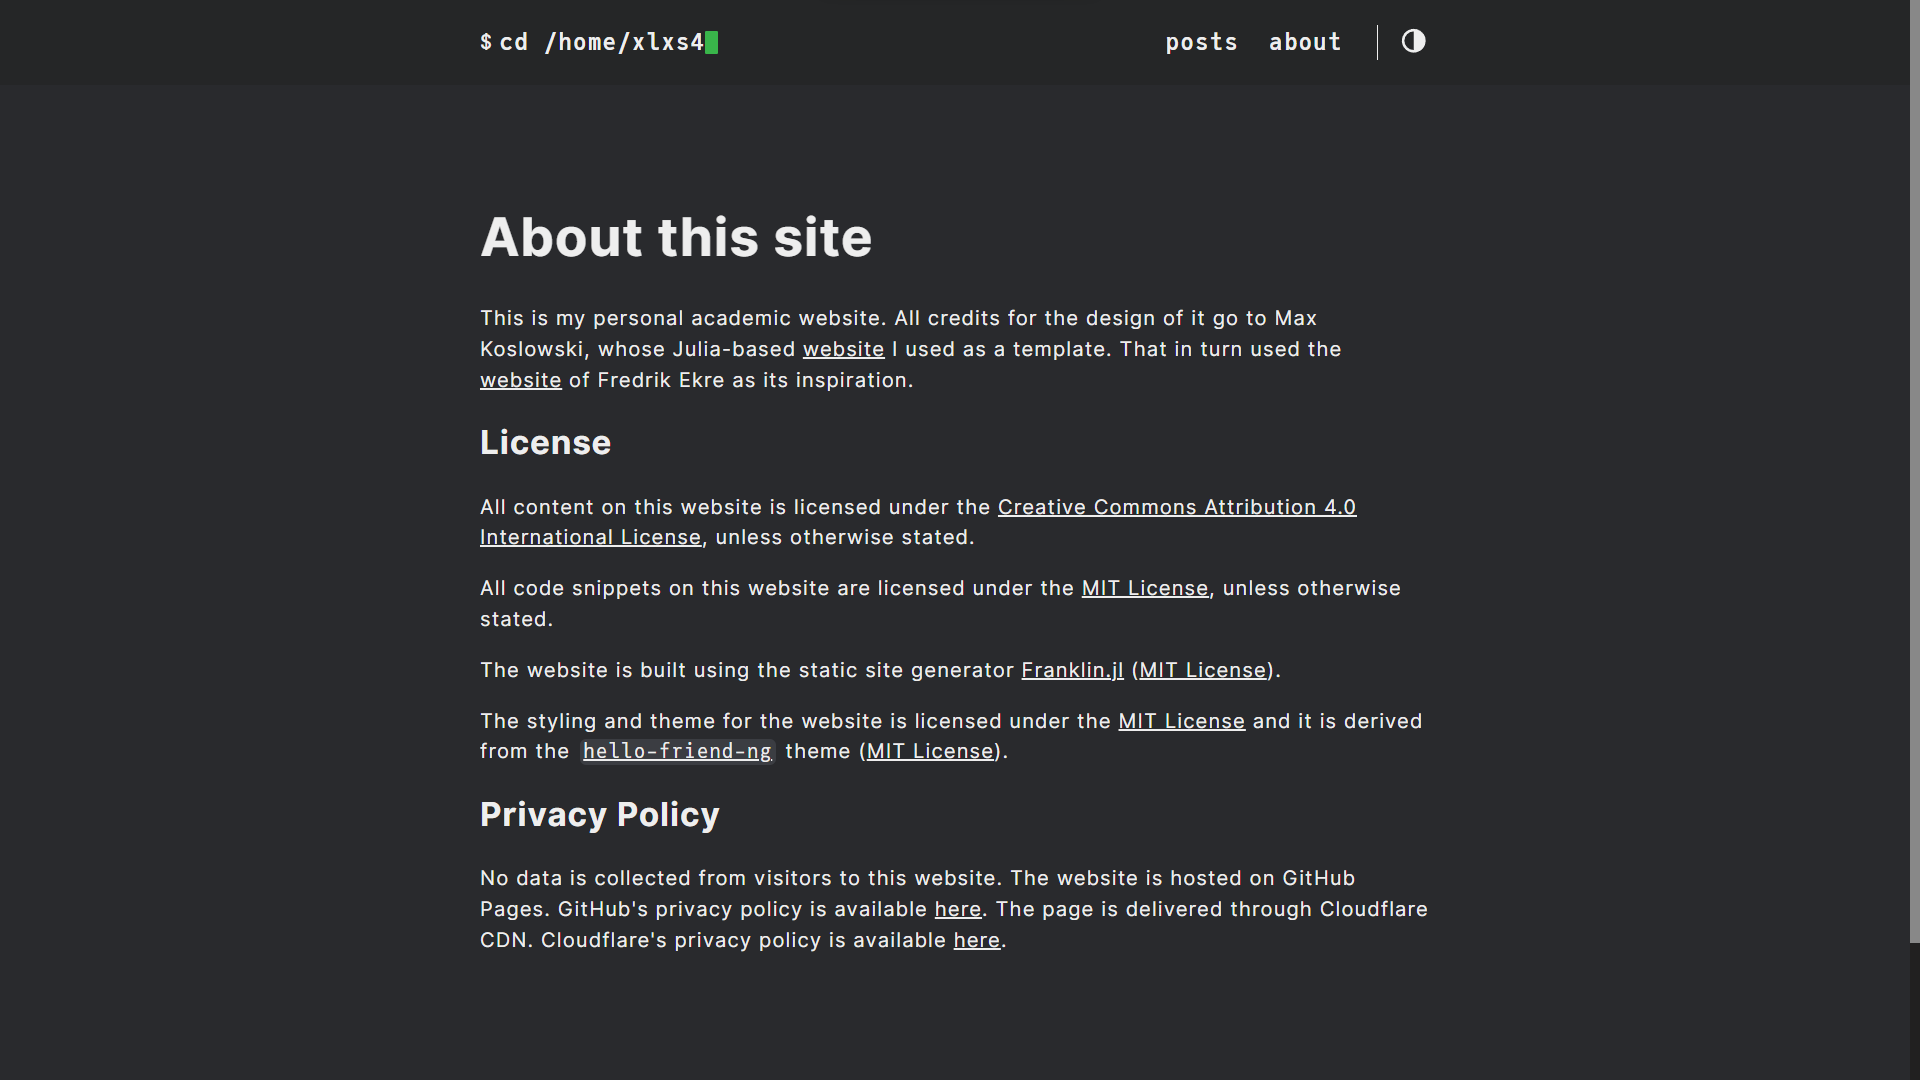 $ cd /home/xlxs4
posts about
About this site
This is my personal academic website. All credits for the design of it go to Max
Koslowski, whose Julia-based website I used as a template. That in turn used the
website of Fredrik Ekre as its inspiration.
License
All content on this website is licensed under the Creative Commons Attribution 4.0
International License, unless otherwise stated.
All code snippets on this website are licensed under the MIT License, unless otherwise
stated.
The website is built using the static site generator Franklin.jl (MIT License).
The styling and theme for the website is licensed under the MIT License and it is derived
from the hello-friend-ng theme (MIT License).
Privacy Policy
No data is collected from visitors to this website. The website is hosted on GitHub
Pages. GitHub's privacy policy is available here. The page is delivered through Cloudflare
CDN. Cloudflare's privacy policy is available here.